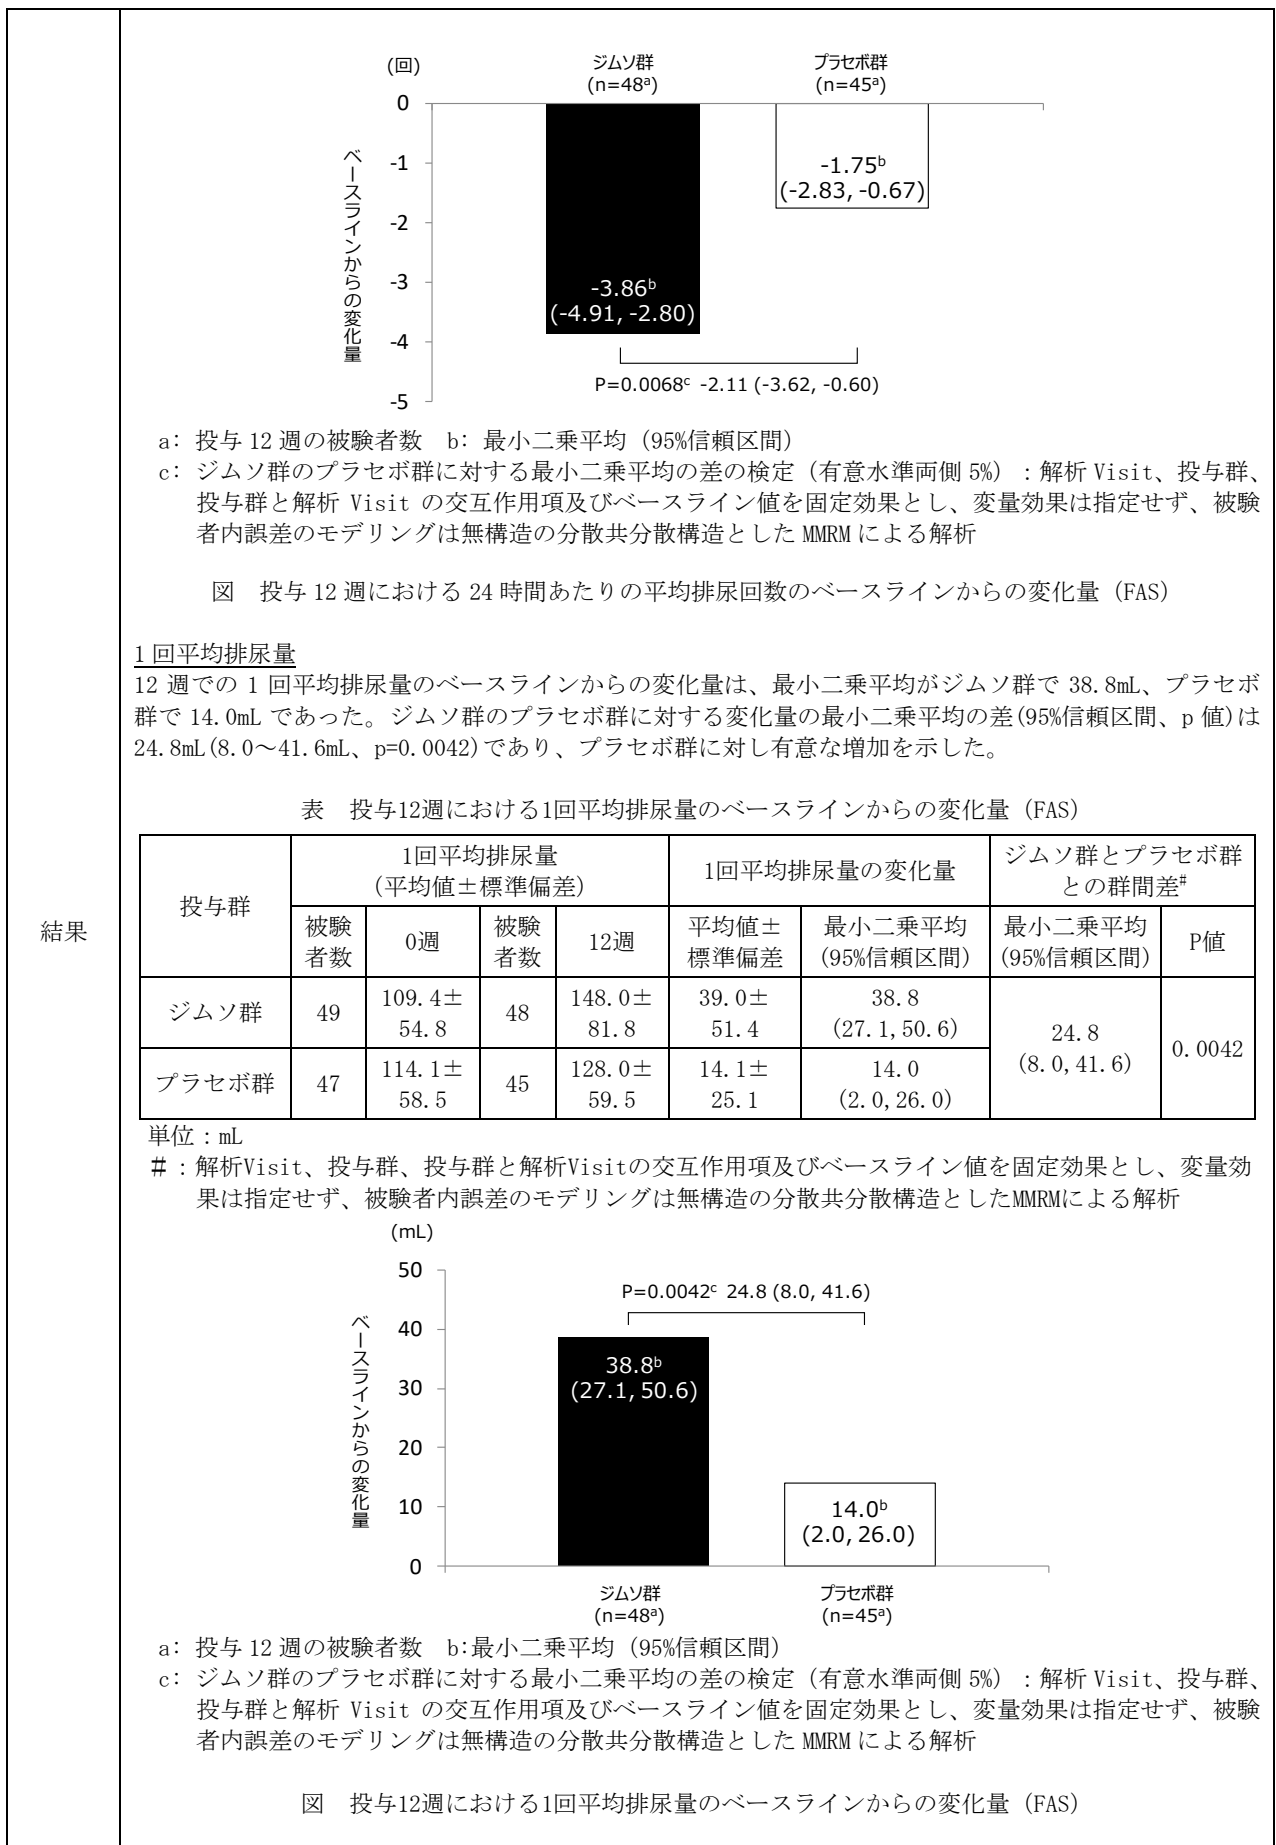 結果
(回)
ジムソ群
(n=48a)
プラセボ群
(n=45a)
0
-1
-2
-3
-4
-5
ベースラインからの変化量
-3.86b
(-4.91, -2.80)
-1.75b
(-2.83, -0.67)
P=0.0068c -2.11 (-3.62, -0.60)
a: 投与 12 週の被験者数 b: 最小二乗平均 (95%信頼区間)
c: ジムソ群のプラセボ群に対する最小二乗平均の差の検定 (有意水準両側 5%) : 解析 Visit、投与群、
投与群と解析 Visit の交互作用項及びベースライン値を固定効果とし、変量効果は指定せず、被験
者内誤差のモデリングは無構造の分散共分散構造とした MMRM による解析
図 投与 12 週における 24 時間あたりの平均排尿回数のベースラインからの変化量 (FAS)
1 回平均排尿量
12 週での 1 回平均排尿量のベースラインからの変化量は、最小二乗平均がジムソ群で 38.8mL、プラセボ
群で 14.0mL であった。ジムソ群のプラセボ群に対する変化量の最小二乗平均の差(95%信頼区間、p 値)は
24.8mL(8.0～41.6mL、p=0.0042)であり、プラセボ群に対し有意な増加を示した。
表 投与12週における1回平均排尿量のベースラインからの変化量 (FAS)
投与群
1回平均排尿量
(平均値±標準偏差)
1回平均排尿量の変化量
ジムソ群とプラセボ群
との群間差#
被験
者数
0週
被験
者数
12週
平均値±
標準偏差
最小二乗平均
(95%信頼区間)
最小二乗平均
(95%信頼区間)
P値
ジムソ群
49
109.4±
54.8
48
148.0±
81.8
39.0±
51.4
38.8
(27.1, 50.6)
24.8
(8.0, 41.6)
0.0042
プラセボ群
47
114.1±
58.5
45
128.0±
59.5
14.1±
25.1
14.0
(2.0, 26.0)
単位 : mL
# : 解析Visit、投与群、投与群と解析Visitの交互作用項及びベースライン値を固定効果とし、変量効
果は指定せず、被験者内誤差のモデリングは無構造の分散共分散構造としたMMRMによる解析
(mL)
50
40
30
20
10
0
ベースラインからの変化量
P=0.0042c 24.8 (8.0, 41.6)
38.8b
(27.1, 50.6)
14.0b
(2.0, 26.0)
ジムソ群
(n=48a)
プラセボ群
(n=45a)
a: 投与 12 週の被験者数 b:最小二乗平均 (95%信頼区間)
c: ジムソ群のプラセボ群に対する最小二乗平均の差の検定 (有意水準両側 5%) : 解析 Visit、投与群、
投与群と解析 Visit の交互作用項及びベースライン値を固定効果とし、変量効果は指定せず、被験
者内誤差のモデリングは無構造の分散共分散構造とした MMRM による解析
図 投与12週における1回平均排尿量のベースラインからの変化量 (FAS)